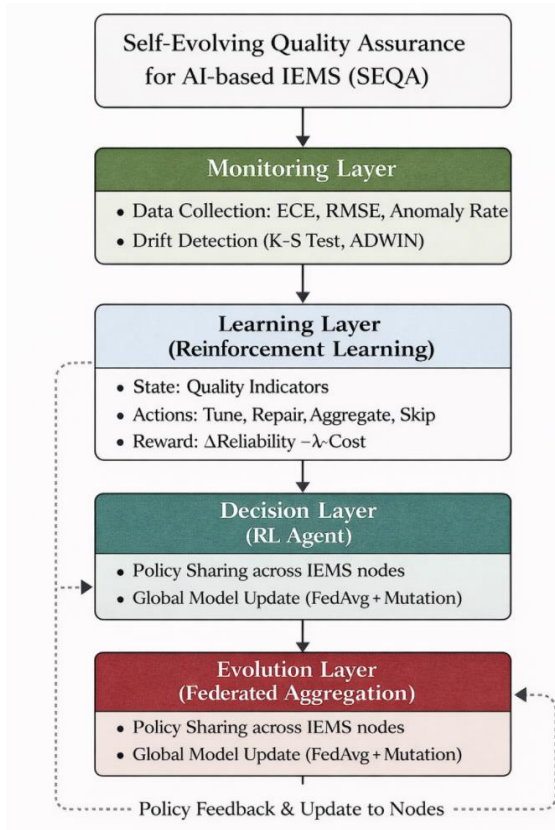 Self-Evolving Quality Assurance
for AI-based IEMS (SEQA)
Monitoring Layer
• Data Collection: ECE, RMSE, Anomaly Rate
• Drift Detection (K-S Test, ADWIN)
Learning Layer
(Reinforcement Learning)
• State: Quality Indicators
• Actions: Tune, Repair, Aggregate, Skip
• Reward: ΔReliability −λ·Cost
Decision Layer
(RL Agent)
• Policy Sharing across IEMS nodes
• Global Model Update (FedAvg + Mutation)
Evolution Layer
(Federated Aggregation)
• Policy Sharing across IEMS nodes
• Global Model Update (FedAvg + Mutation)
Policy Feedback & Update to Nodes